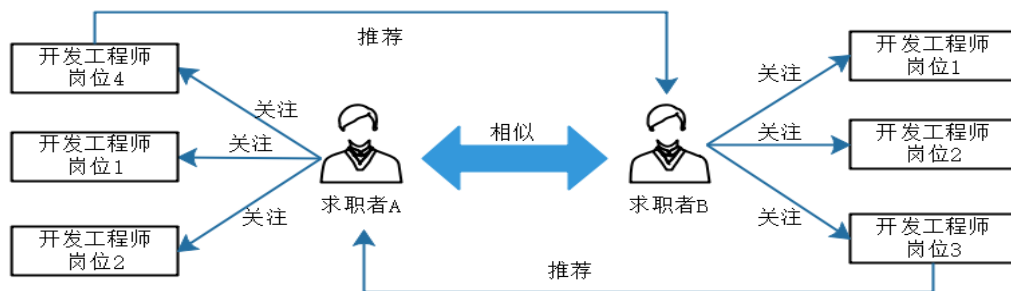 推荐
开发工程师
岗位4
开发工程师
岗位1
关注
关注
关注
关注
相似
关注
开发工程师
岗位1
开发工程师
岗位2
求职者A
求职者B
关注
关注
开发工程师
岗位2
开发工程师
岗位3
推荐